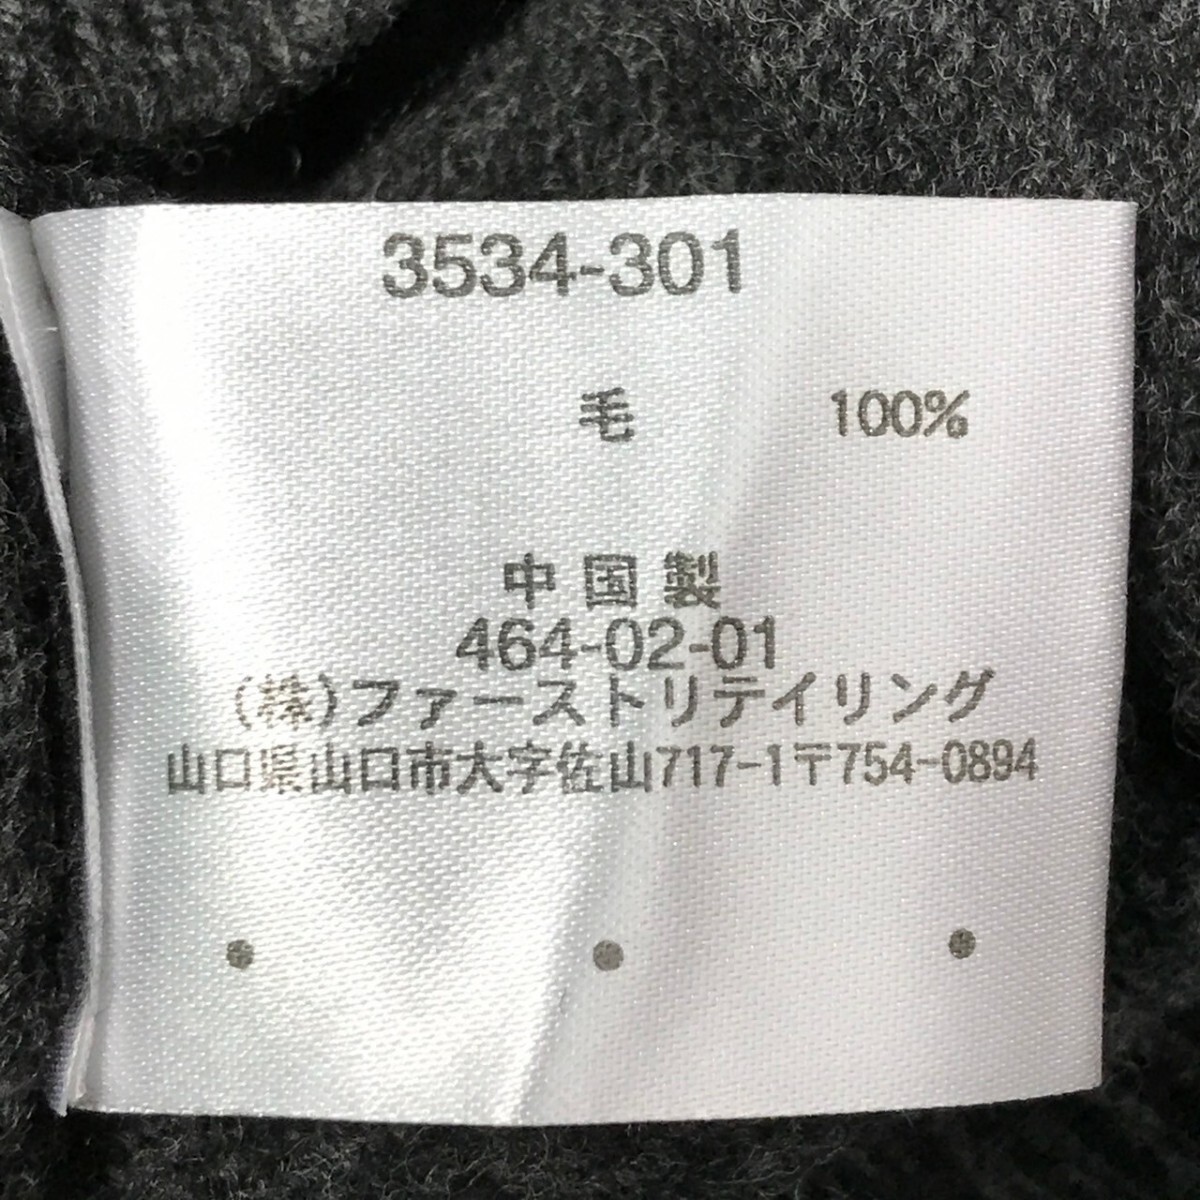 3534-301
毛 100%
中国製
464-02-01
(株)ファーストリテイリング
山口県山口市大字佐山717-1〒754-0894